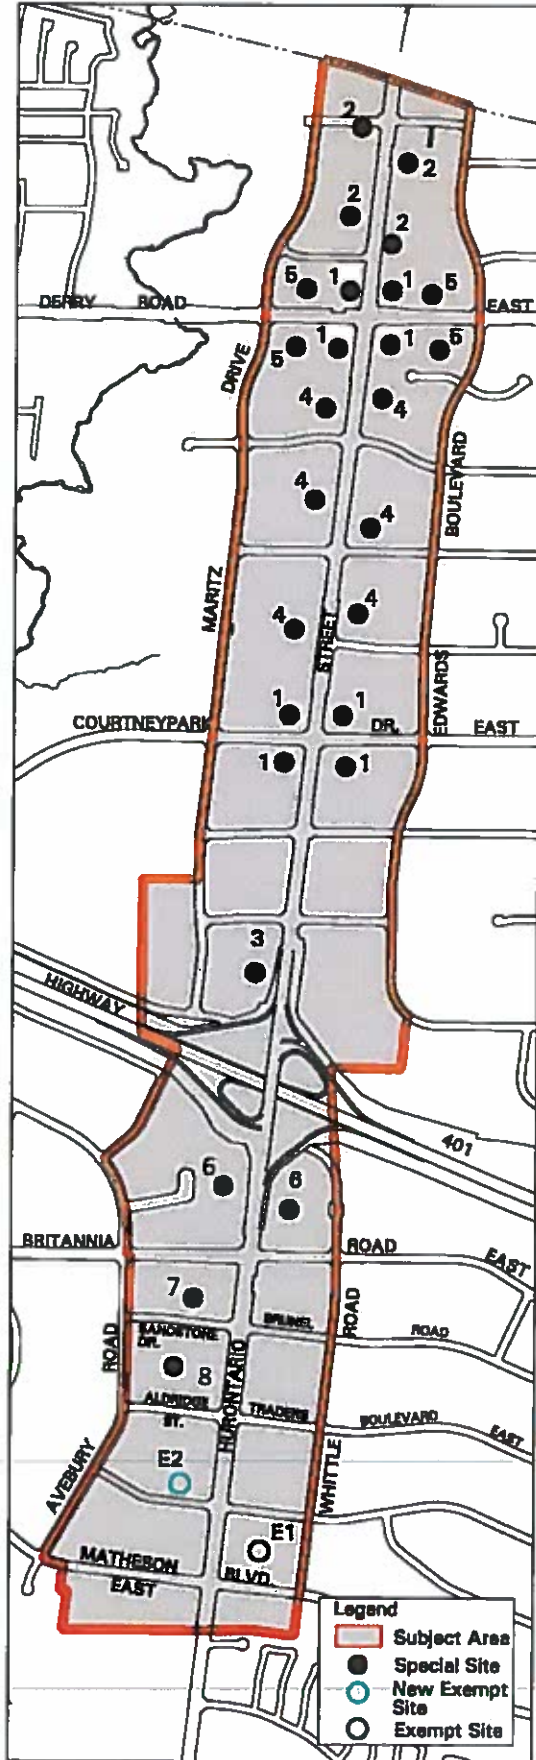 2
2
2
2
5
1
1
5
DERRY ROAD
EAST
5
1
1
5
DRIVE
4
4
BOULEVARD
4
4
MARITZ
4
4
STREET
EDWARDS
1
1
COURTNEYPARK
DR.
EAST
1
1
3
HIGHWAY
401
6
6
BRITANNIA
ROAD
EAST
7
ROAD
SANDSTONE
DR.
BRUNEL
ROAD
ROAD
8
HURONTARIO
ALDRIDGE
ST.
TRADERS
BOULEVARD
EAST
AVEBURY
E2
WHITTLE
E1
MATHESON
BLVD.
EAST
Legend
Subject Area
Special Site
New Exempt
Site
Exempt Site